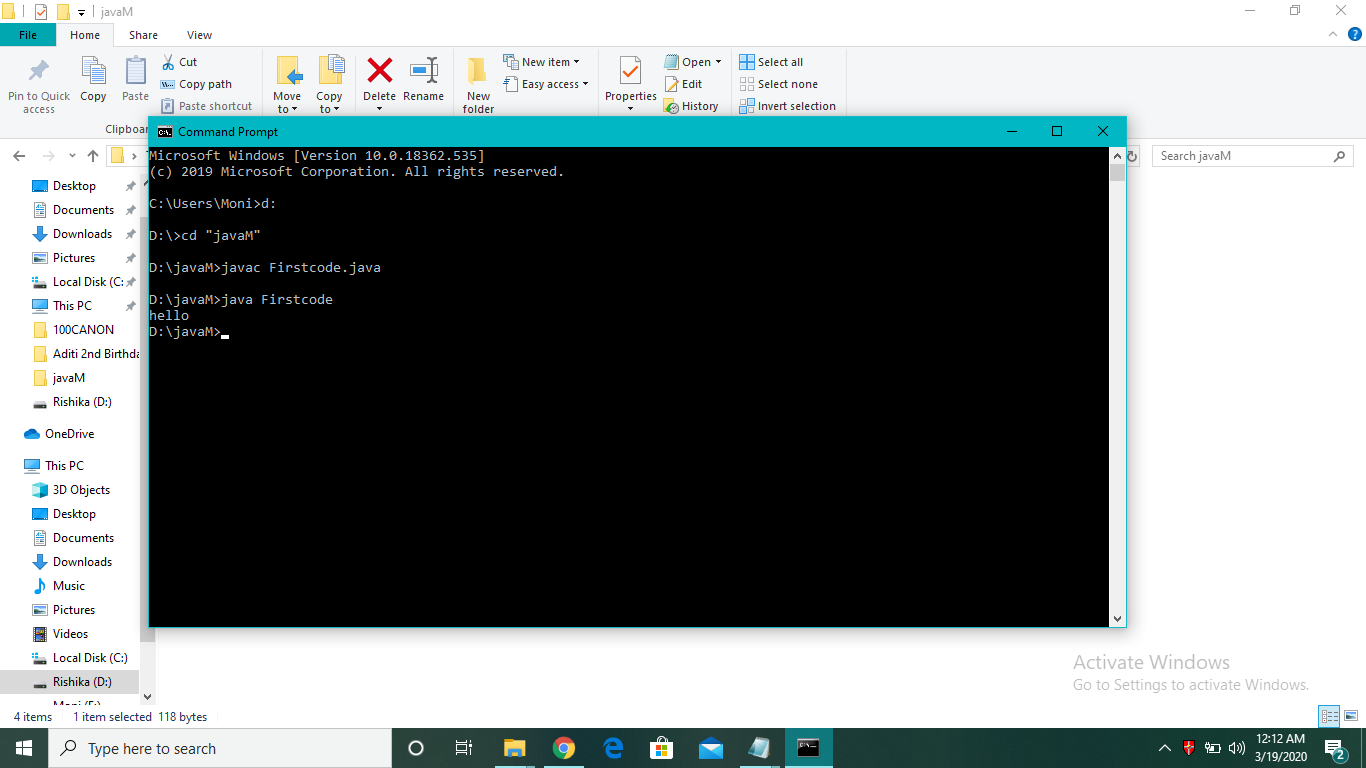 javaM
File Home Share View
Pin to Quick access
Copy
Paste
Cut
Copy path
Paste shortcut
Clipboar
Move to
Copy to
Delete
Rename
New folder
New item
Easy access
Properties
Open
Edit
History
Select all
Select none
Invert selection
Search javaM
Command Prompt
Microsoft Windows [Version 10.0.18362.535]
(c) 2019 Microsoft Corporation. All rights reserved.
C:\Users\Moni>d:
D:\>cd "javaM"
D:\javaM>javac Firstcode.java
D:\javaM>java Firstcode
hello
D:\javaM>
Desktop
Documents
Downloads
Pictures
Local Disk (C:
This PC
100CANON
Aditi 2nd Birthda
javaM
Rishika (D:)
OneDrive
This PC
3D Objects
Desktop
Documents
Downloads
Music
Pictures
Videos
Local Disk (C:)
Rishika (D:)
Activate Windows
Go to Settings to activate Windows.
4 items 1 item selected 118 bytes
Type here to search
12:12 AM
3/19/2020
2